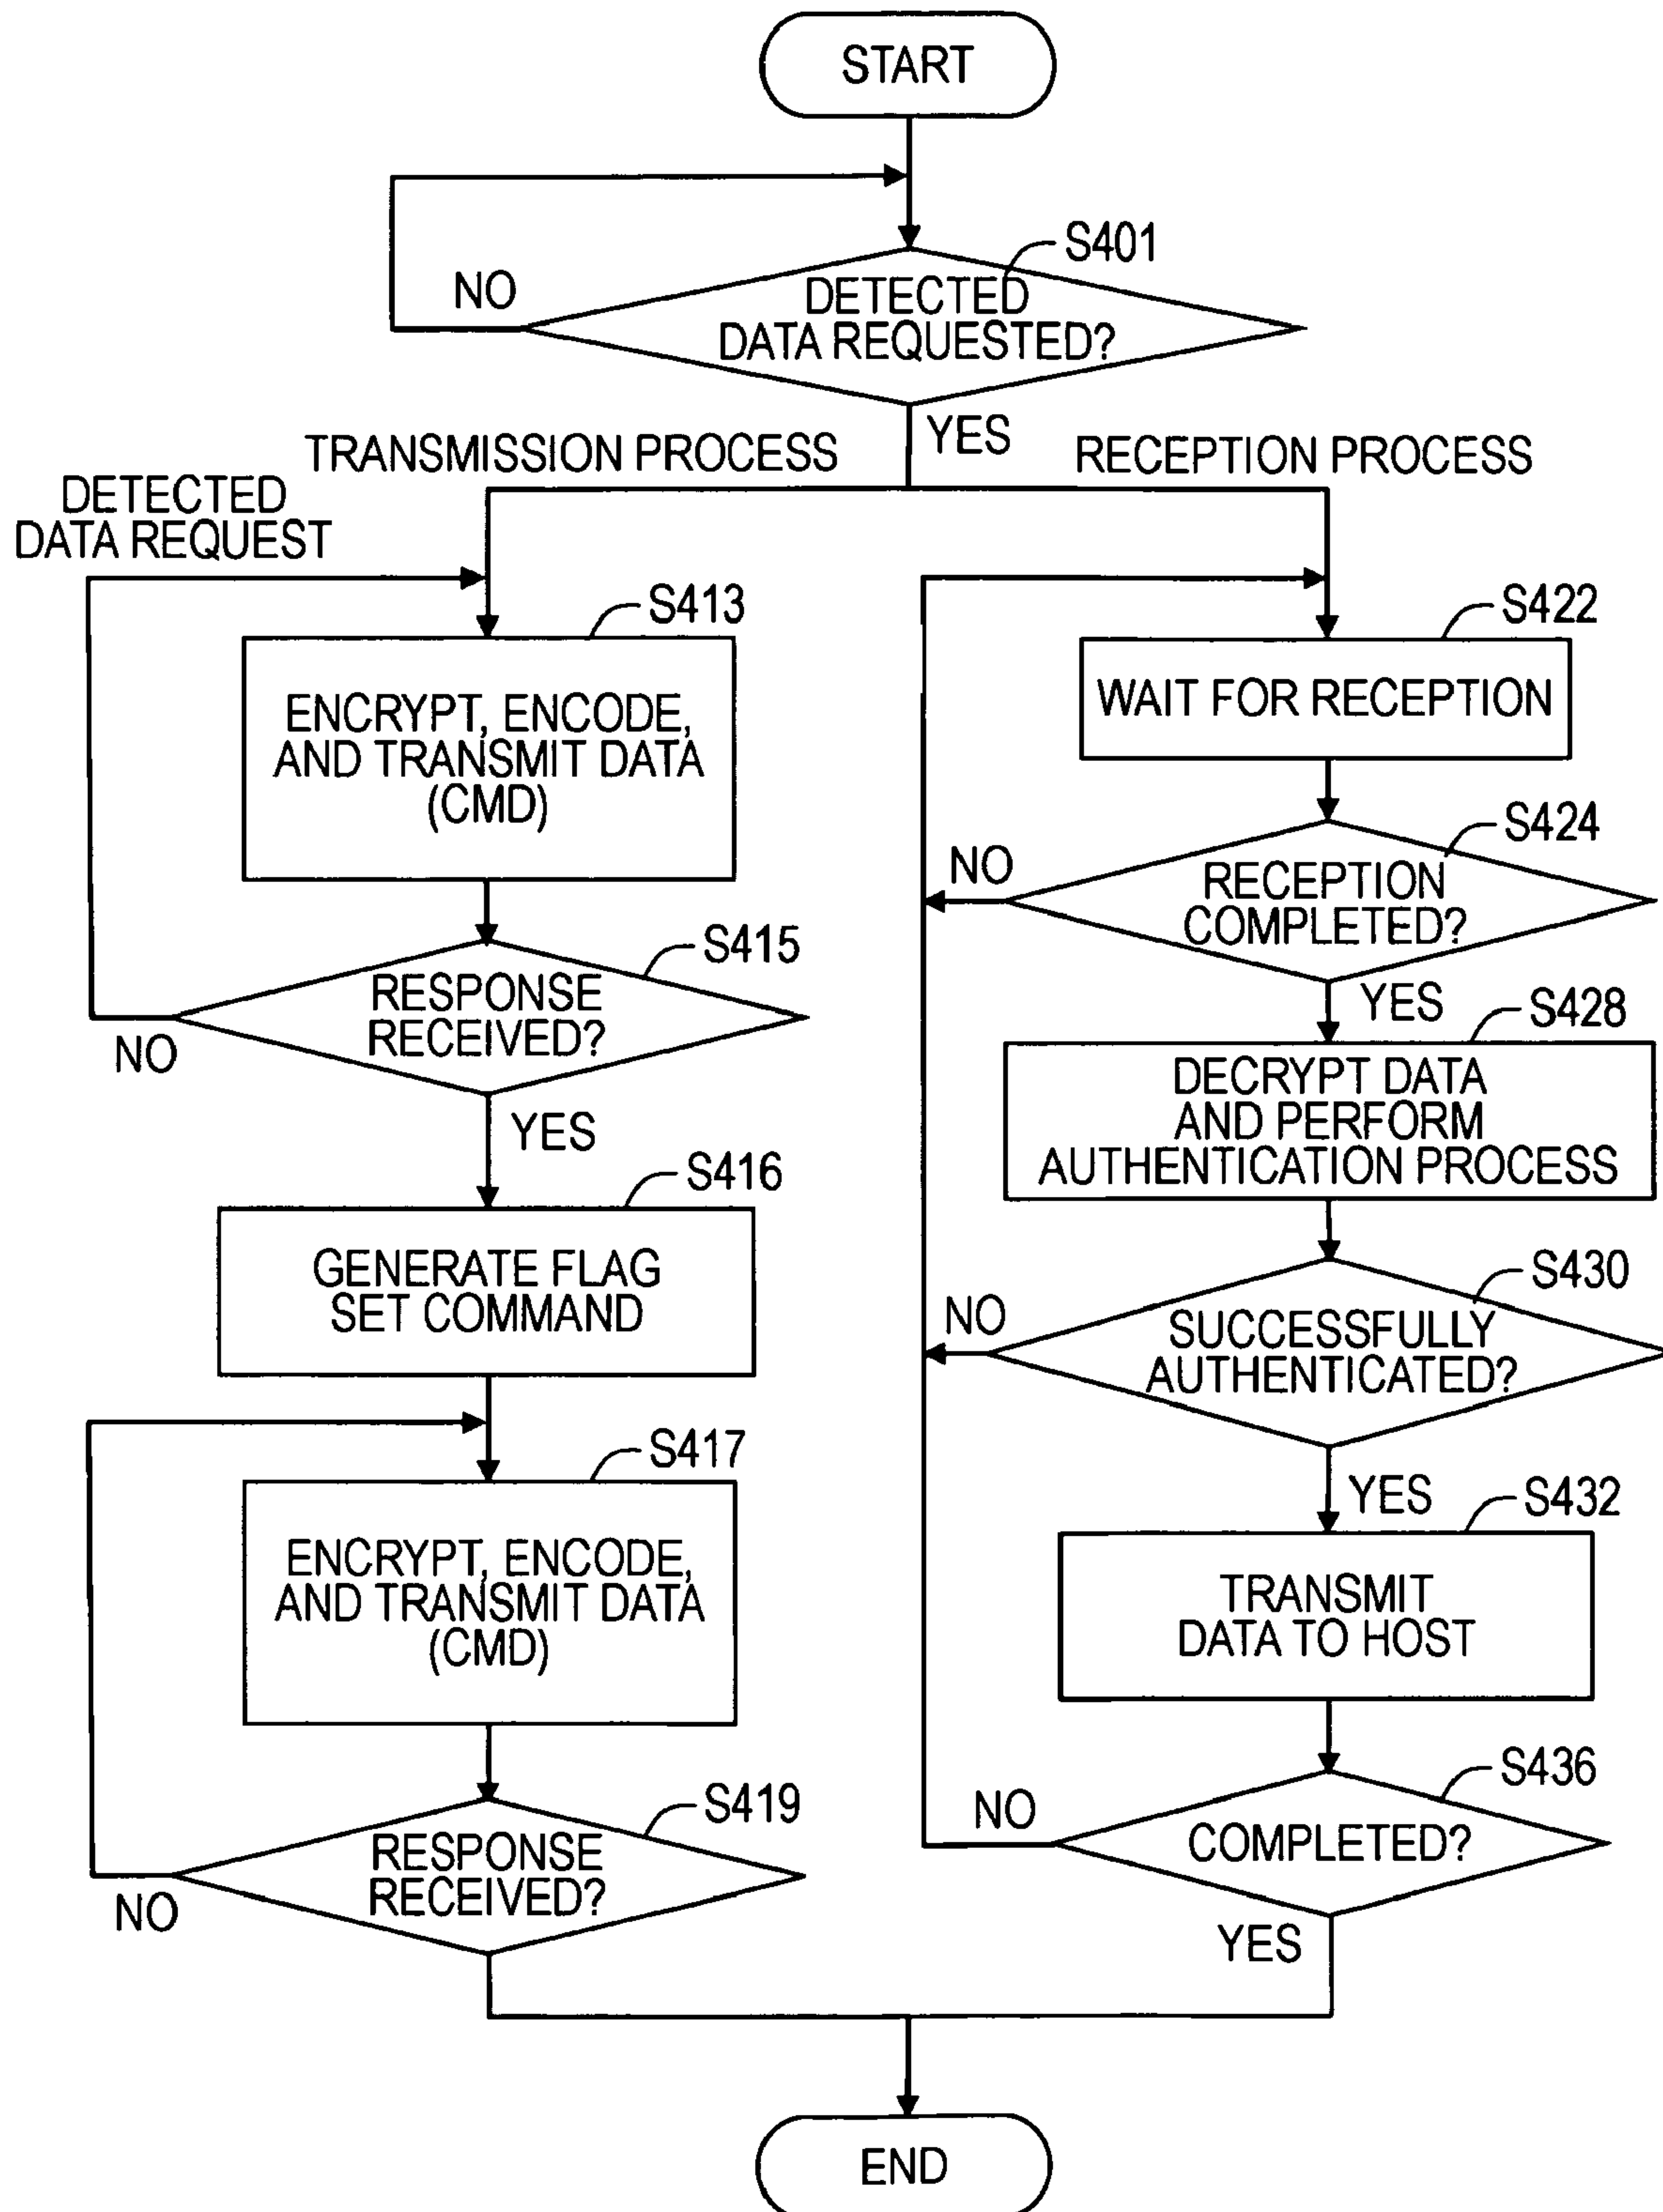 START
S401
NO
DETECTED
DATA REQUESTED?
YES
TRANSMISSION PROCESS
RECEPTION PROCESS
DETECTED
DATA REQUEST
S413
ENCRYPT, ENCODE,
AND TRANSMIT DATA
(CMD)
S415
RESPONSE
RECEIVED?
NO
YES
S416
GENERATE FLAG
SET COMMAND
S417
ENCRYPT, ENCODE,
AND TRANSMIT DATA
(CMD)
S419
RESPONSE
RECEIVED?
NO
S422
WAIT FOR RECEPTION
S424
NO
RECEPTION
COMPLETED?
YES
S428
DECRYPT DATA
AND PERFORM
AUTHENTICATION PROCESS
S430
NO
SUCCESSFULLY
AUTHENTICATED?
YES
S432
TRANSMIT
DATA TO HOST
S436
NO
COMPLETED?
YES
END